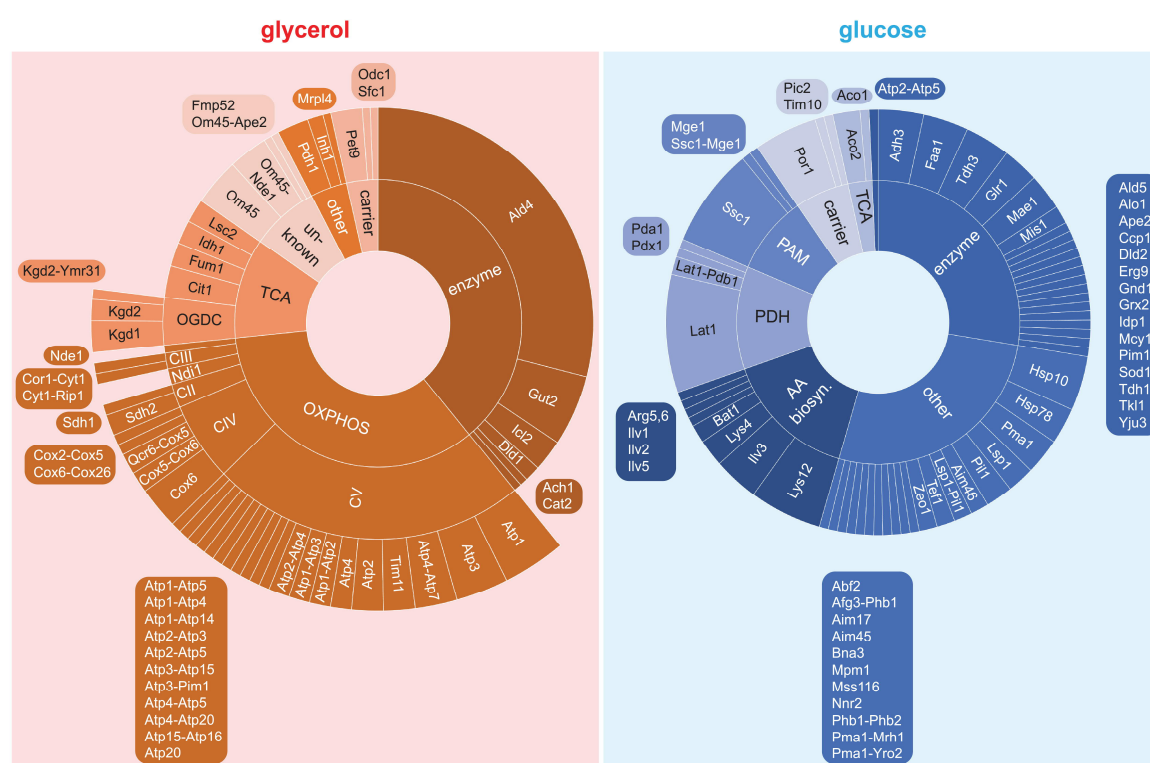 glycerol
Odc1
Sfc1
Mrpl4
Fmp52
Om45-Ape2
Pet9
Inh1
Pdh1
Om45-
Nde1
Om45
Lsc2
Idh1
Fum1
Cit1
Kgd2-Ymr31
Kgd2
Kgd1
OGDC
TCA
un-
known
other
carrier
enzyme
Ald4
Gut2
Icl2
Dld1
Ach1
Cat2
OXPHOS
CIII
Ndi1
CII
CIV
CV
Nde1
Cor1-Cyt1
Cyt1-Rip1
Sdh1
Sdh2
Cox2-Cox5
Cox6-Cox26
Qcr6-Cox5
Cox5-Cox6
Cox6
Atp2-Atp4
Atp1-Atp3
Atp1-Atp2
Atp4
Atp2
Tim11
Atp4-Atp7
Atp3
Atp1
Atp1-Atp5
Atp1-Atp4
Atp1-Atp14
Atp2-Atp3
Atp2-Atp5
Atp3-Atp15
Atp3-Pim1
Atp4-Atp5
Atp4-Atp20
Atp15-Atp16
Atp20
glucose
Pic2
Tim10
Aco1
Atp2-Atp5
Mge1
Ssc1-Mge1
Por1
Aco2
Adh3
Faa1
Tdh3
Glr1
Mae1
Mis1
Ssc1
PAM
carrier
TCA
enzyme
Pda1
Pdx1
Lat1-Pdb1
Lat1
PDH
AA
biosyn.
other
Ald5
Alo1
Ape2
Ccp1
Dld2
Erg9
Gnd1
Grx2
Idp1
Mcy1
Pim1
Sod1
Tdh1
Tkl1
Yju3
Arg5,6
Ilv1
Ilv2
Ilv5
Bat1
Lys4
Ilv3
Lys12
Hsp10
Hsp78
Pma1
Lsp1
Pil1
Aim46
Lsp1-Pil1
Tef1
Zeo1
Abf2
Afg3-Phb1
Aim17
Aim45
Bna3
Mpm1
Mss116
Nnr2
Phb1-Phb2
Pma1-Mrh1
Pma1-Yro2